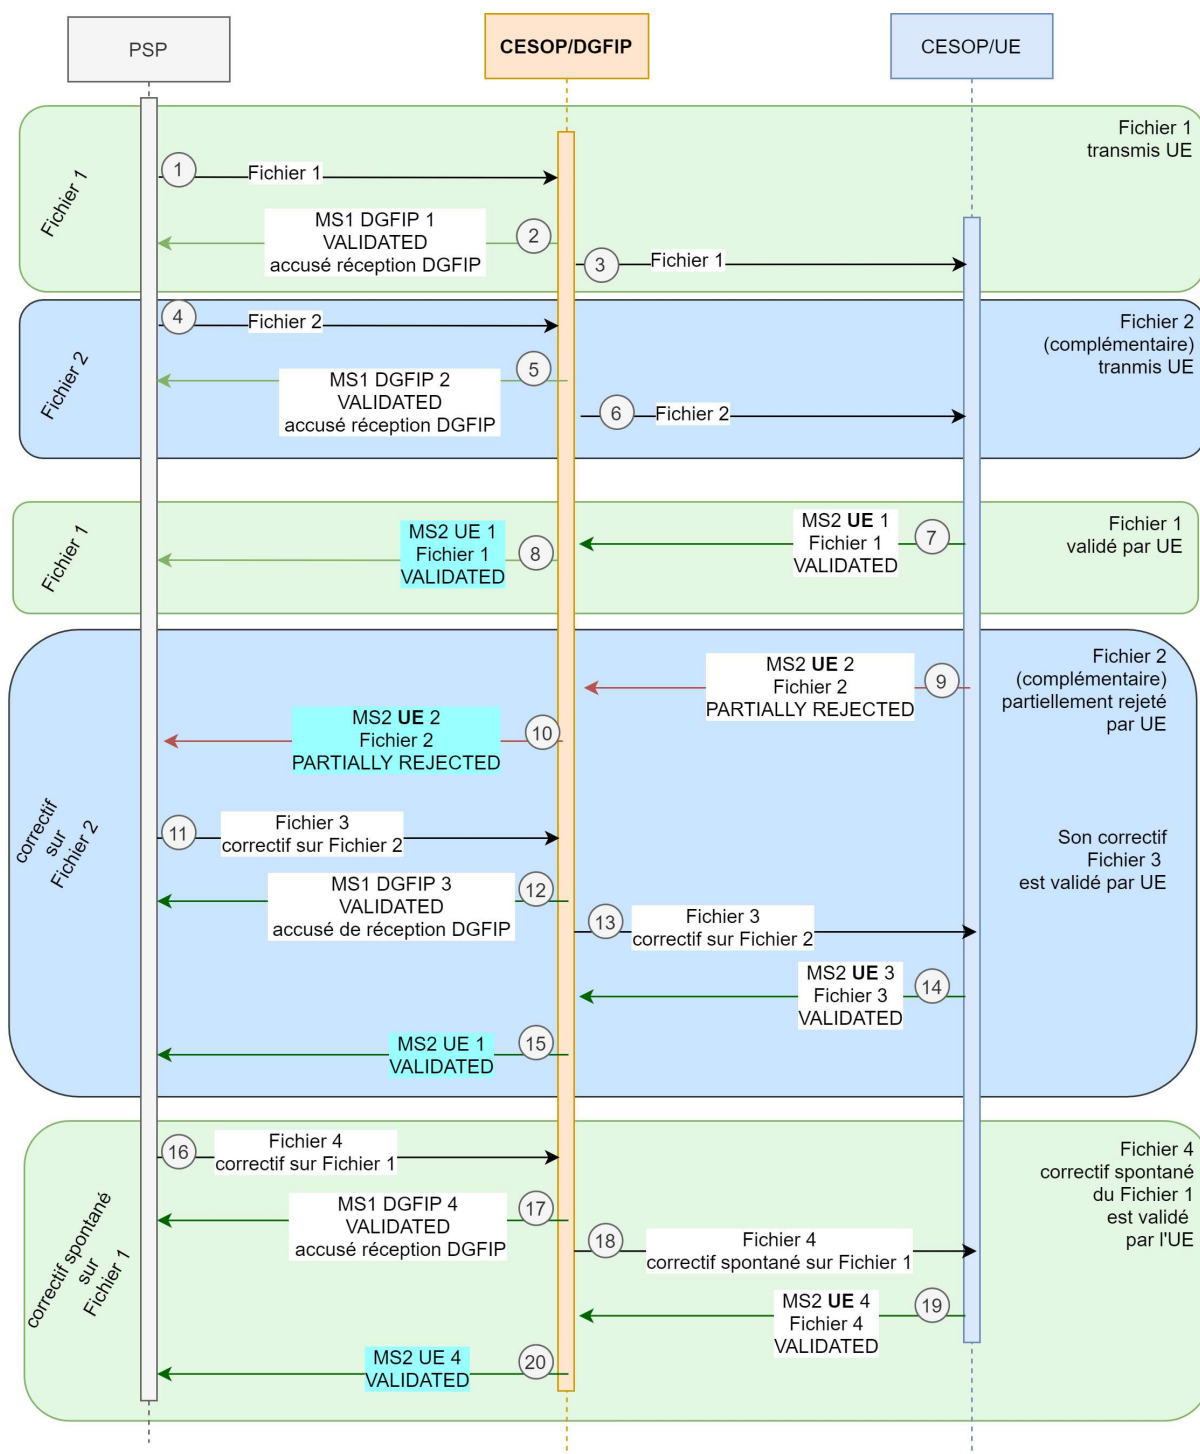 PSP
CESOP/DGFIP
CESOP/UE
Fichier 1
Fichier 1
transmis UE
1
Fichier 1
MS1 DGFIP 1
VALIDATED
accusé réception DGFIP
2
3
Fichier 1
Fichier 2
4
Fichier 2
Fichier 2
(complémentaire)
tranmis UE
MS1 DGFIP 2
VALIDATED
accusé réception DGFIP
5
6
Fichier 2
Fichier 1
MS2 UE 1
Fichier 1
VALIDATED
7
Fichier 1
validé par UE
MS2 UE 1
Fichier 1
VALIDATED
8
MS2 UE 2
Fichier 2
PARTIALLY REJECTED
9
Fichier 2
(complémentaire)
partiellement rejeté
par UE
MS2 UE 2
Fichier 2
PARTIALLY REJECTED
10
correctif
sur
Fichier 2
11
Fichier 3
correctif sur Fichier 2
Son correctif
Fichier 3
est validé par UE
MS1 DGFIP 3
VALIDATED
accusé de réception DGFIP
12
13
Fichier 3
correctif sur Fichier 2
MS2 UE 3
Fichier 3
VALIDATED
14
MS2 UE 1
VALIDATED
15
correctif spontané
sur
Fichier 1
16
Fichier 4
correctif sur Fichier 1
Fichier 4
correctif spontané
du Fichier 1
est validé
par l'UE
MS1 DGFIP 4
VALIDATED
accusé réception DGFIP
17
18
Fichier 4
correctif spontané sur Fichier 1
MS2 UE 4
Fichier 4
VALIDATED
19
MS2 UE 4
VALIDATED
20